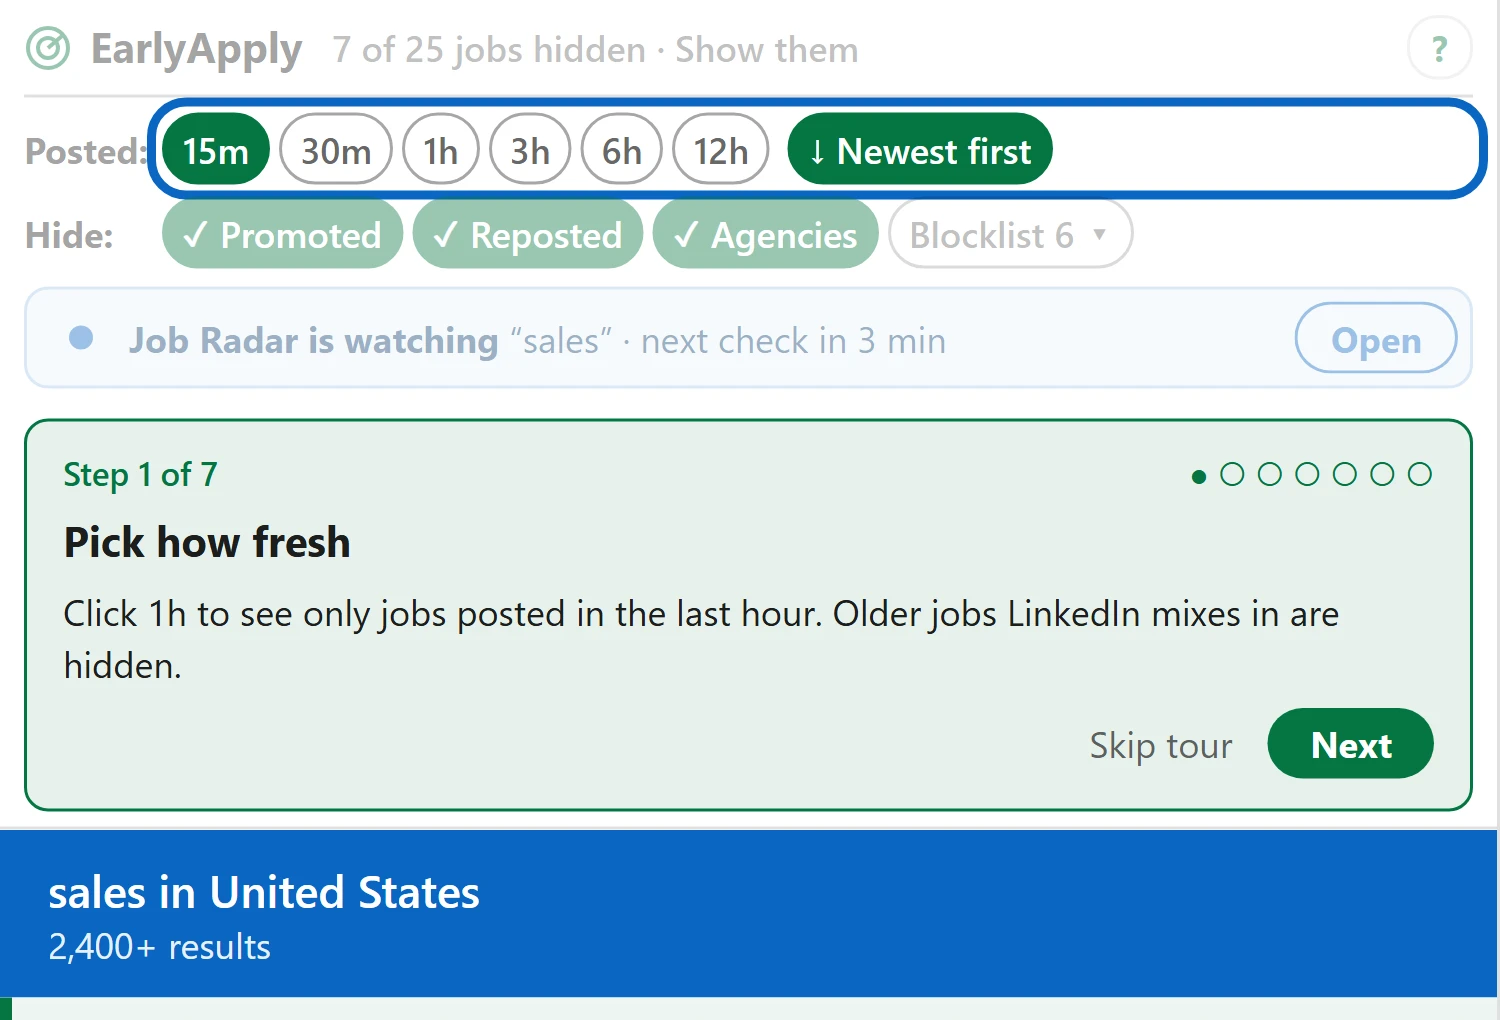 EarlyApply 7 of 25 jobs hidden · Show them ?
Posted: 15m 30m 1h 3h 6h 12h ↓ Newest first
Hide: ✓ Promoted ✓ Reposted ✓ Agencies Blocklist 6 ▼
Job Radar is watching “sales” · next check in 3 min Open
Step 1 of 7
Pick how fresh
Click 1h to see only jobs posted in the last hour. Older jobs LinkedIn mixes in are
hidden.
Skip tour Next
sales in United States
2,400+ results